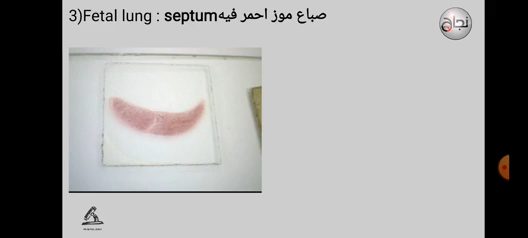 3)Fetal lung : septumصباع موز احمر فيه
نجاح